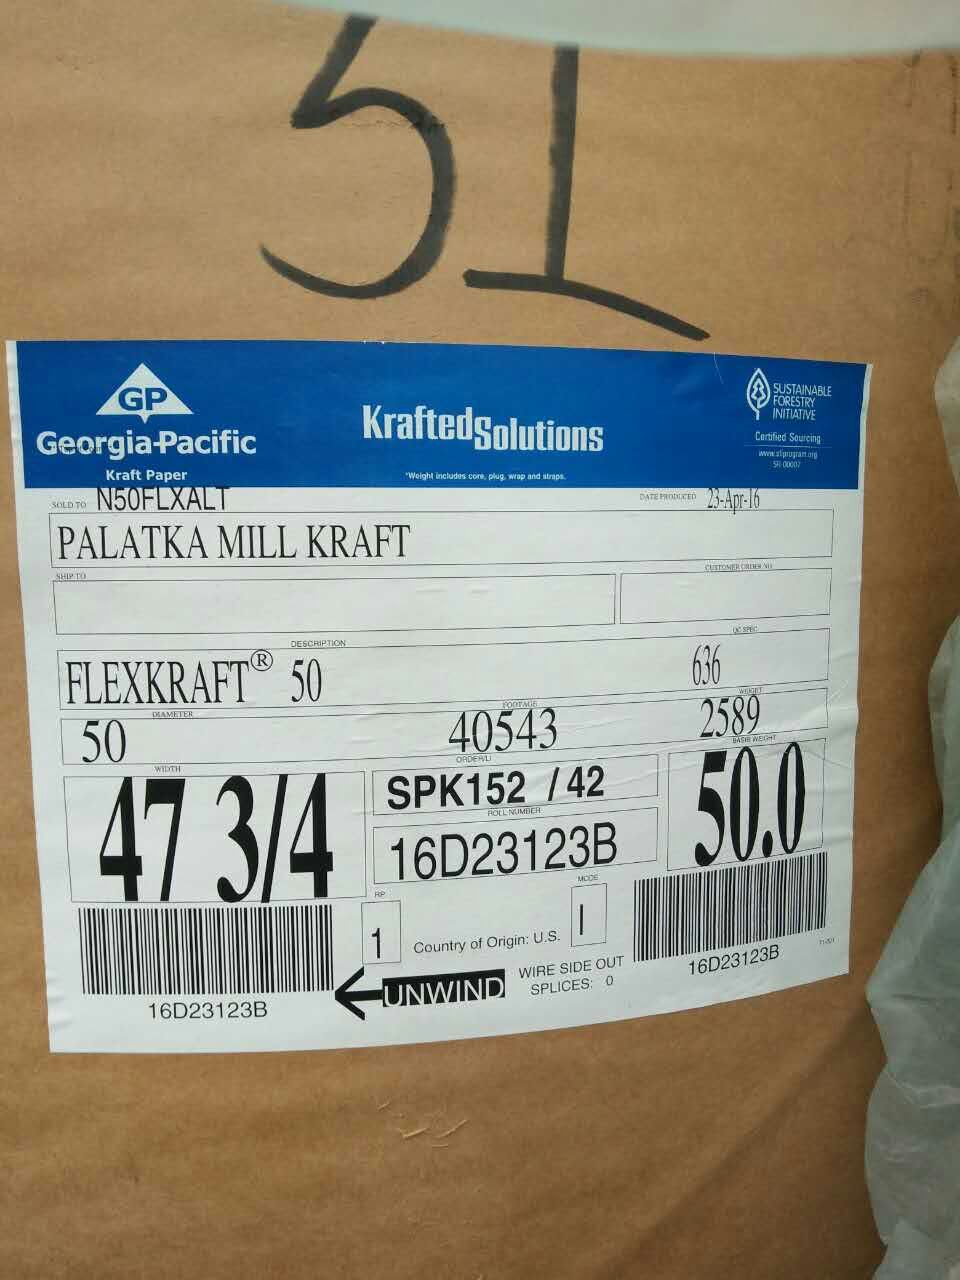 51
GP
Georgia-Pacific
Kraft Paper
KraftedSolutions
*Weight includes core, plug, wrap and straps.
SUSTAINABLE
FORESTRY
INITIATIVE
Certified Sourcing
www.sfiprogram.org
SFI-00007
SOLD TO N50FLXALT
DATE PRODUCED 23-Apr-16
PALATKA MILL KRAFT
SHIP TO
CUSTOMER ORDER NO.
DESCRIPTION
QC SPEC
FLEXKRAFT® 50
636
DIAMETER
FOOTAGE
WEIGHT
50
40543
2589
WIDTH
ORDER/LI
BASIS WEIGHT
47 3/4
SPK152 / 42
50.0
ROLL NUMBER
16D23123B
RP
MCDE
1
Country of Origin: U.S.
I
16D23123B
UNWIND
WIRE SIDE OUT
SPLICES: 0
16D23123B